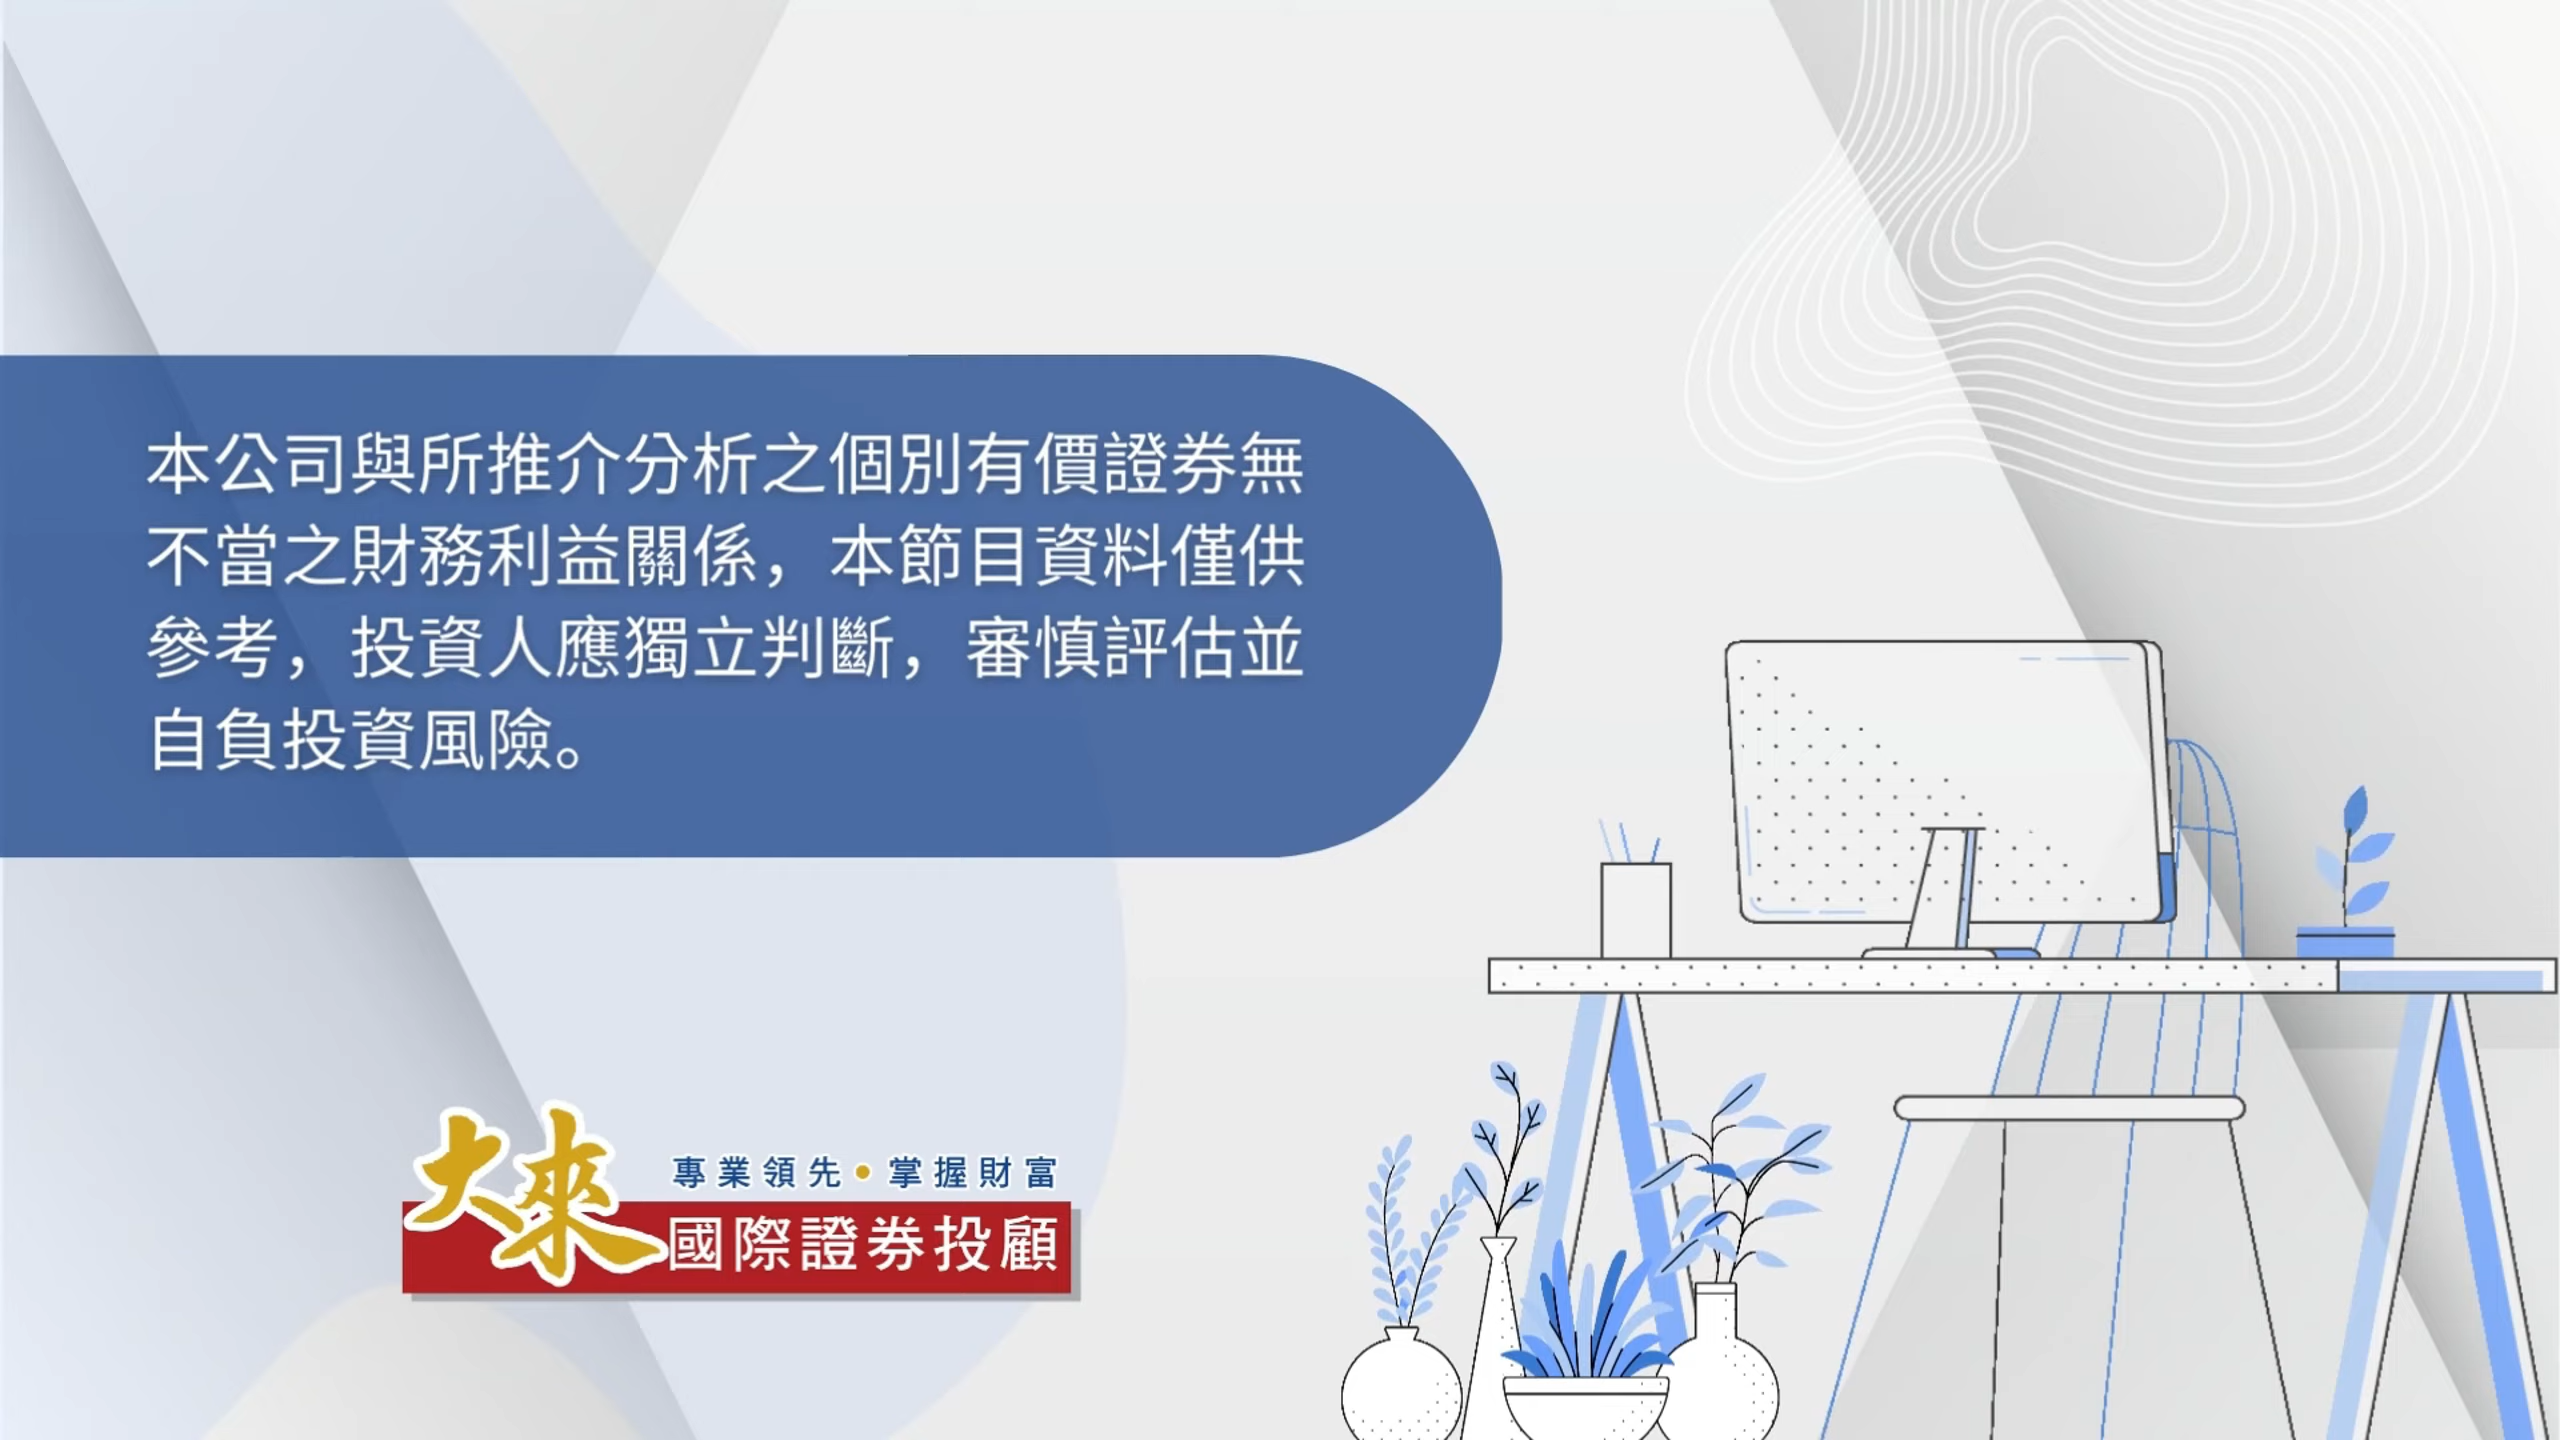 本公司與所推介分析之個別有價證券無
不當之財務利益關係，本節目資料僅供
參考，投資人應獨立判斷，審慎評估並
自負投資風險。
專業領先•掌握財富
大來國際證券投顧